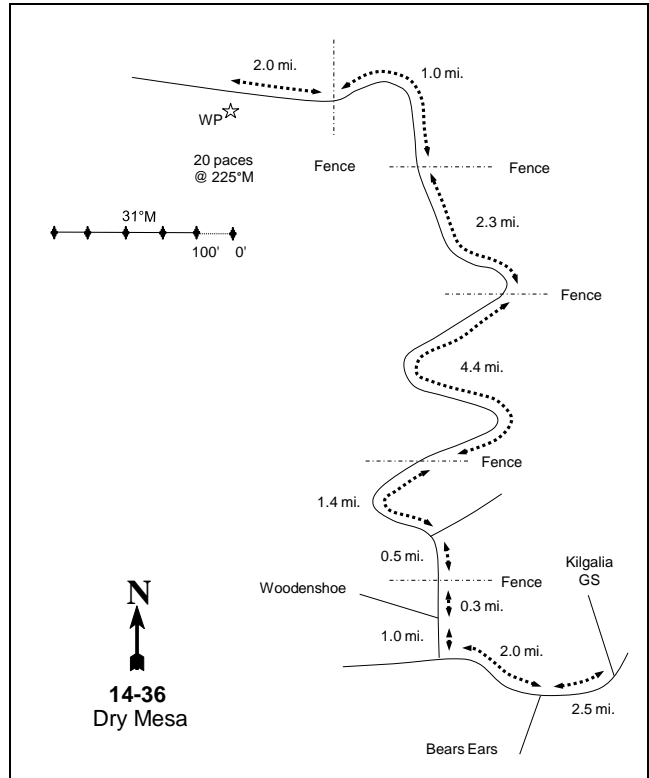 2.0 mi.
1.0 mi.
WP
20 paces
@ 225°M
Fence
Fence
31°M
100'
0'
2.3 mi.
Fence
4.4 mi.
Fence
1.4 mi.
0.5 mi.
Kilgalia
GS
Woodenshoe
Fence
0.3 mi.
N
1.0 mi.
2.0 mi.
14-36
Dry Mesa
2.5 mi.
Bears Ears